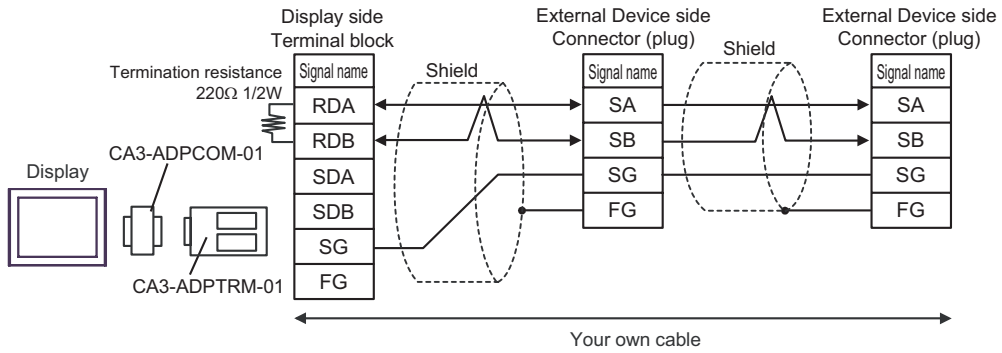 Display side
Terminal block
External Device side
Connector (plug)
External Device side
Connector (plug)
Termination resistance
220Ω 1/2W
Signal name
RDA
RDB
SDA
SDB
SG
FG
Shield
Signal name
SA
SB
SG
FG
Shield
Signal name
SA
SB
SG
FG
CA3-ADPCOM-01
Display
CA3-ADPTRM-01
Your own cable